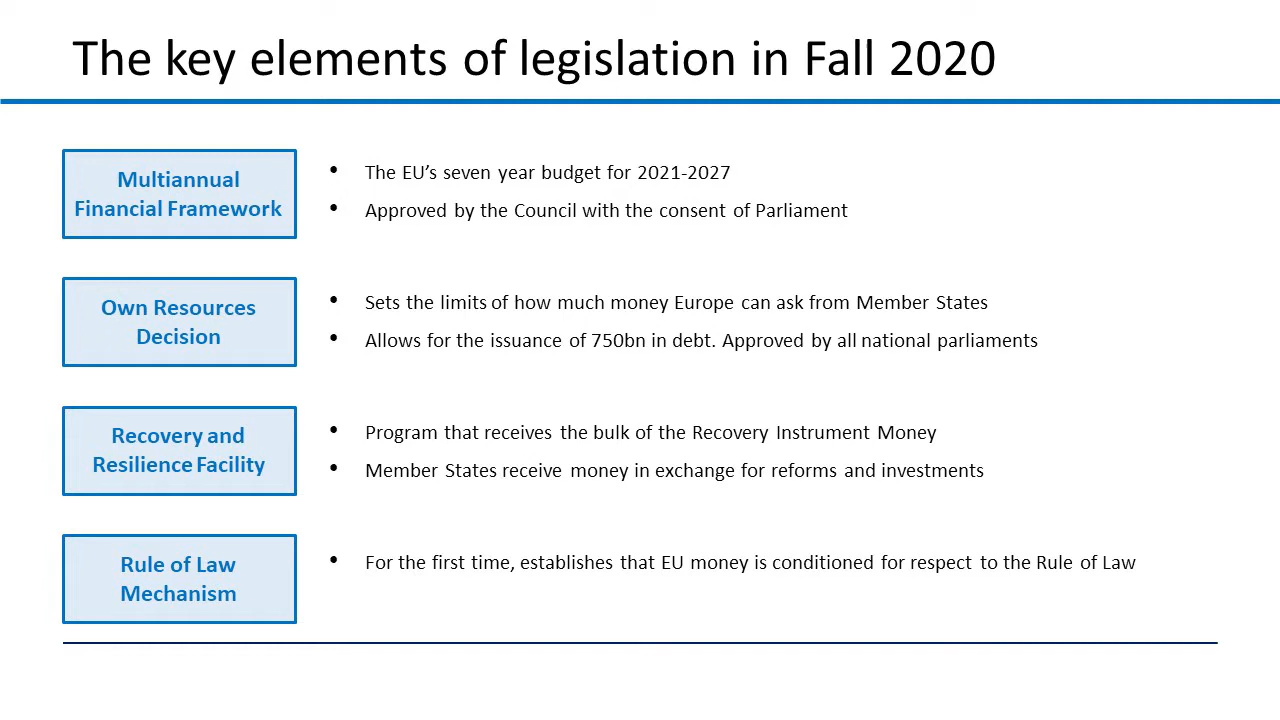 The key elements of legislation in Fall 2020
Multiannual
Financial Framework
• The EU’s seven year budget for 2021-2027
• Approved by the Council with the consent of Parliament
Own Resources
Decision
• Sets the limits of how much money Europe can ask from Member States
• Allows for the issuance of 750bn in debt. Approved by all national parliaments
Recovery and
Resilience Facility
• Program that receives the bulk of the Recovery Instrument Money
• Member States receive money in exchange for reforms and investments
Rule of Law
Mechanism
• For the first time, establishes that EU money is conditioned for respect to the Rule of Law